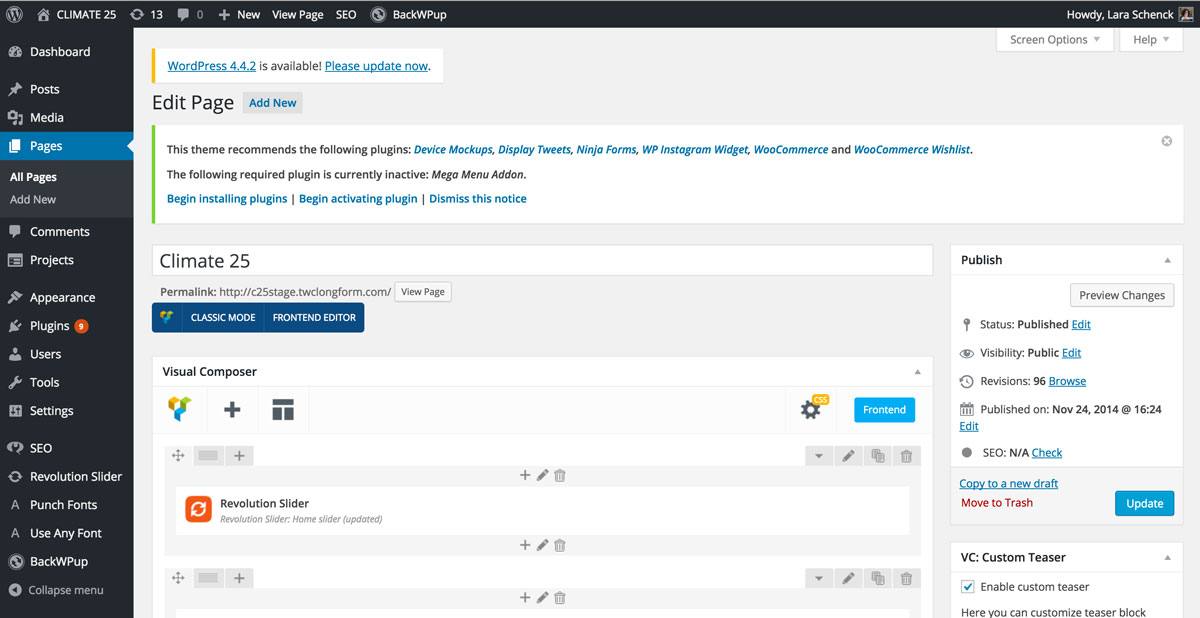 CLIMATE 25 13 0 New View Page SEO BackWPup Howdy, Lara Schenck
Screen Options Help
Dashboard
Posts
Media
Pages
All Pages
Add New
Comments
Projects
Appearance
Plugins 9
Users
Tools
Settings
SEO
Revolution Slider
A Punch Fonts
A Use Any Font
BackWPup
Collapse menu
WordPress 4.4.2 is available! Please update now.
Edit Page Add New
This theme recommends the following plugins: Device Mockups, Display Tweets, Ninja Forms, WP Instagram Widget, WooCommerce and WooCommerce Wishlist.
The following required plugin is currently inactive: Mega Menu Addon.
Begin installing plugins | Begin activating plugin | Dismiss this notice
Climate 25
Permalink: http://c25stage.twclongform.com/ View Page
CLASSIC MODE FRONTEND EDITOR
Visual Composer
CSS
Frontend
Revolution Slider
Revolution Slider: Home slider (updated)
Publish
Preview Changes
Status: Published Edit
Visibility: Public Edit
Revisions: 96 Browse
Published on: Nov 24, 2014 @ 16:24
Edit
SEO: N/A Check
Copy to a new draft
Move to Trash
Update
VC: Custom Teaser
Enable custom teaser
Here you can customize teaser block